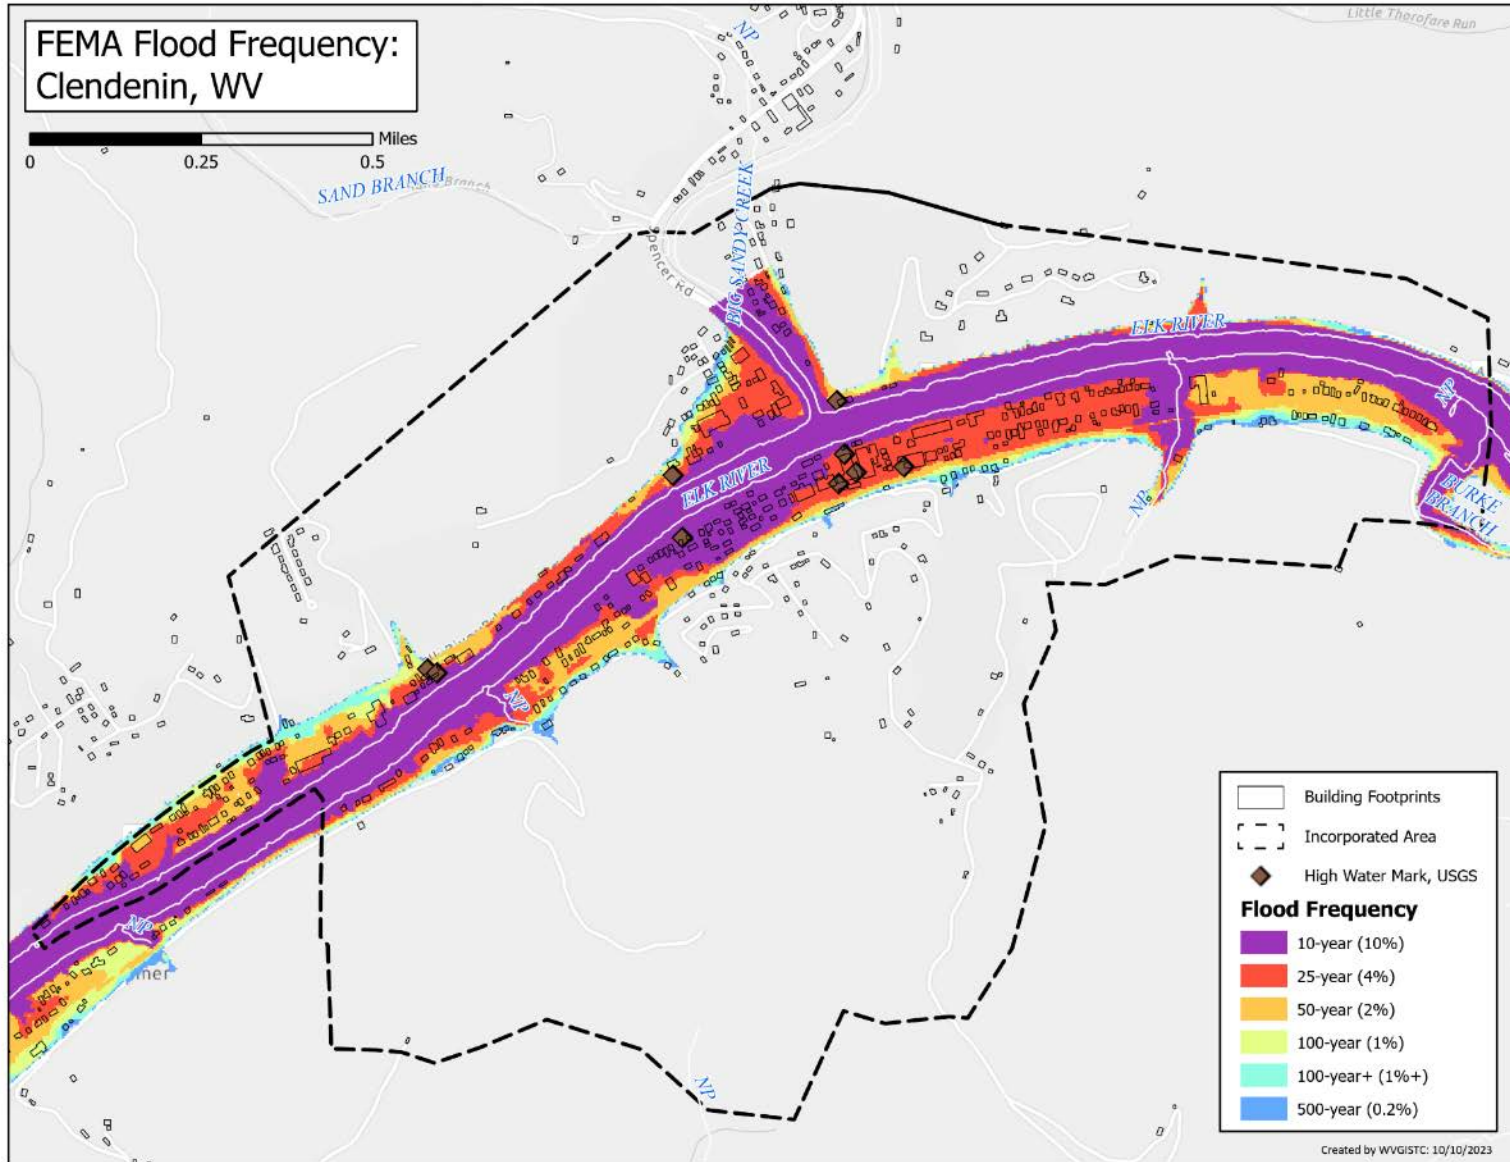 FEMA Flood Frequency:
Clendenin, WV
Miles
0
0.25
0.5
Little Thorofare Run
NP
SAND BRANCH
Branch
BIG SANDY CREEK
Spencer Rd
ELK RIVER
NP
ELK RIVER
BURKE
BRANCH
NP
NP
NP
mer
NP
Building Footprints
Incorporated Area
High Water Mark, USGS
Flood Frequency
10-year (10%)
25-year (4%)
50-year (2%)
100-year (1%)
100-year+ (1%+)
500-year (0.2%)
Created by WVGISTC: 10/10/2023